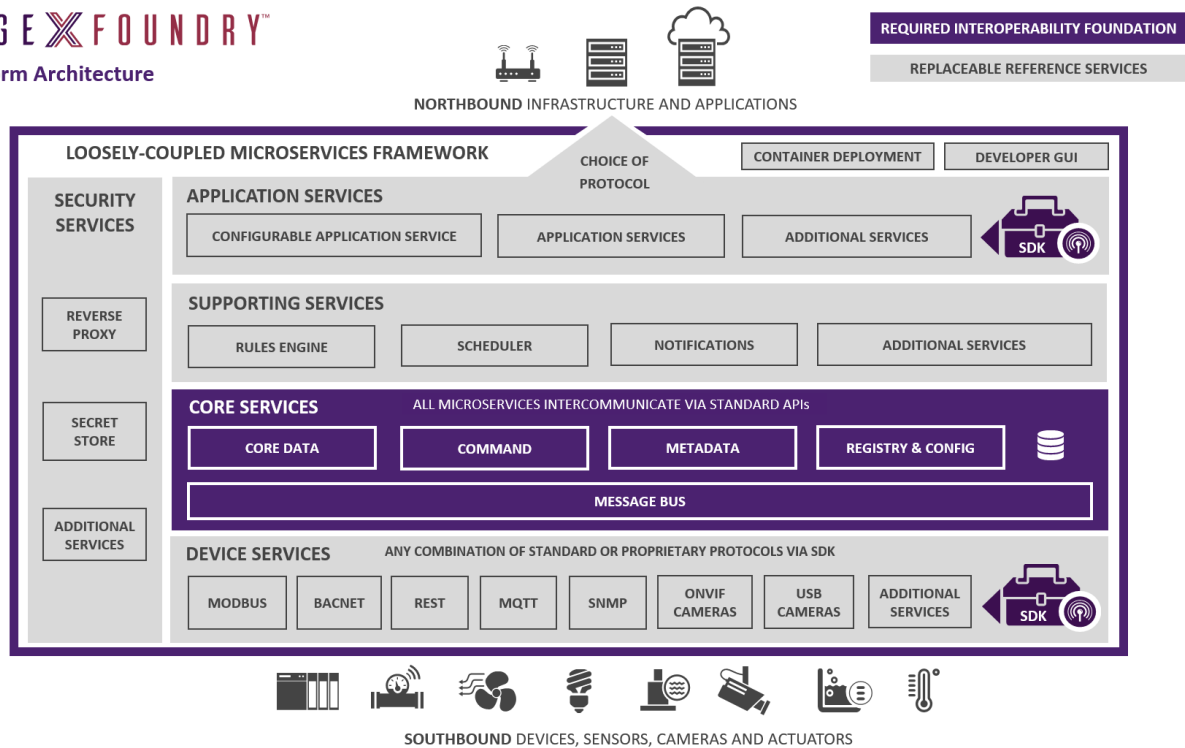 GEXFOUNDRY™
rm Architecture
REQUIRED INTEROPERABILITY FOUNDATION
REPLACEABLE REFERENCE SERVICES
NORTHBOUND INFRASTRUCTURE AND APPLICATIONS
LOOSELY-COUPLED MICROSERVICES FRAMEWORK
CHOICE OF
PROTOCOL
CONTAINER DEPLOYMENT
DEVELOPER GUI
SECURITY
SERVICES
REVERSE
PROXY
SECRET
STORE
ADDITIONAL
SERVICES
APPLICATION SERVICES
CONFIGURABLE APPLICATION SERVICE
APPLICATION SERVICES
ADDITIONAL SERVICES
SDK
SUPPORTING SERVICES
RULES ENGINE
SCHEDULER
NOTIFICATIONS
ADDITIONAL SERVICES
CORE SERVICES
ALL MICROSERVICES INTERCOMMUNICATE VIA STANDARD APIs
CORE DATA
COMMAND
METADATA
REGISTRY & CONFIG
MESSAGE BUS
DEVICE SERVICES
ANY COMBINATION OF STANDARD OR PROPRIETARY PROTOCOLS VIA SDK
MODBUS
BACNET
REST
MQTT
SNMP
ONVIF
CAMERAS
USB
CAMERAS
ADDITIONAL
SERVICES
SDK
SOUTHBOUND DEVICES, SENSORS, CAMERAS AND ACTUATORS